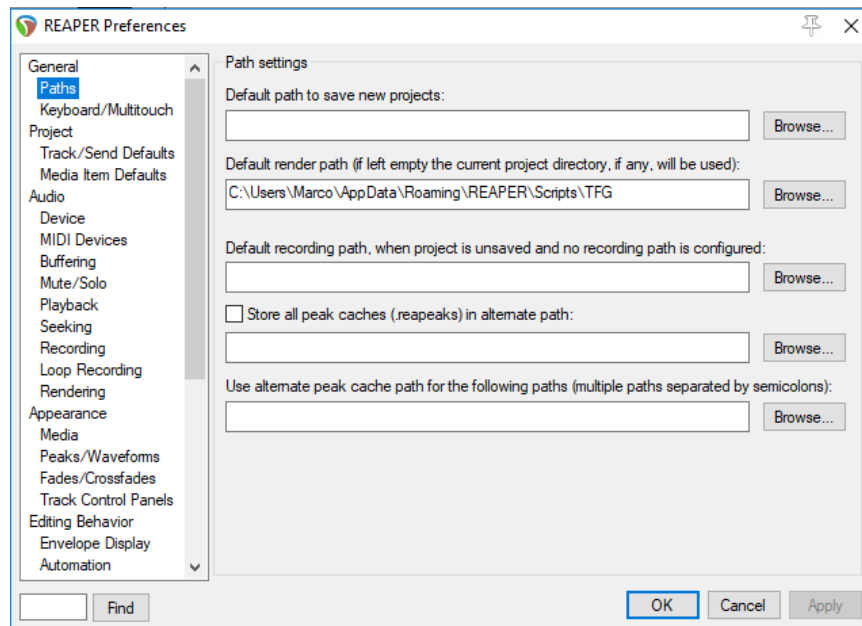 REAPER Preferences
General
Paths
Keyboard/Multitouch
Project
Track/Send Defaults
Media Item Defaults
Audio
Device
MIDI Devices
Buffering
Mute/Solo
Playback
Seeking
Recording
Loop Recording
Rendering
Appearance
Media
Peaks/Waveforms
Fades/Crossfades
Track Control Panels
Editing Behavior
Envelope Display
Automation
Find
Path settings
Default path to save new projects:
Browse...
Default render path (if left empty the current project directory, if any, will be used):
C:\Users\Marco\AppData\Roaming\REAPER\Scripts\TFG
Browse...
Default recording path, when project is unsaved and no recording path is configured:
Browse...
Store all peak caches (.reapeaks) in alternate path:
Browse...
Use alternate peak cache path for the following paths (multiple paths separated by semicolons):
Browse...
OK
Cancel
Apply